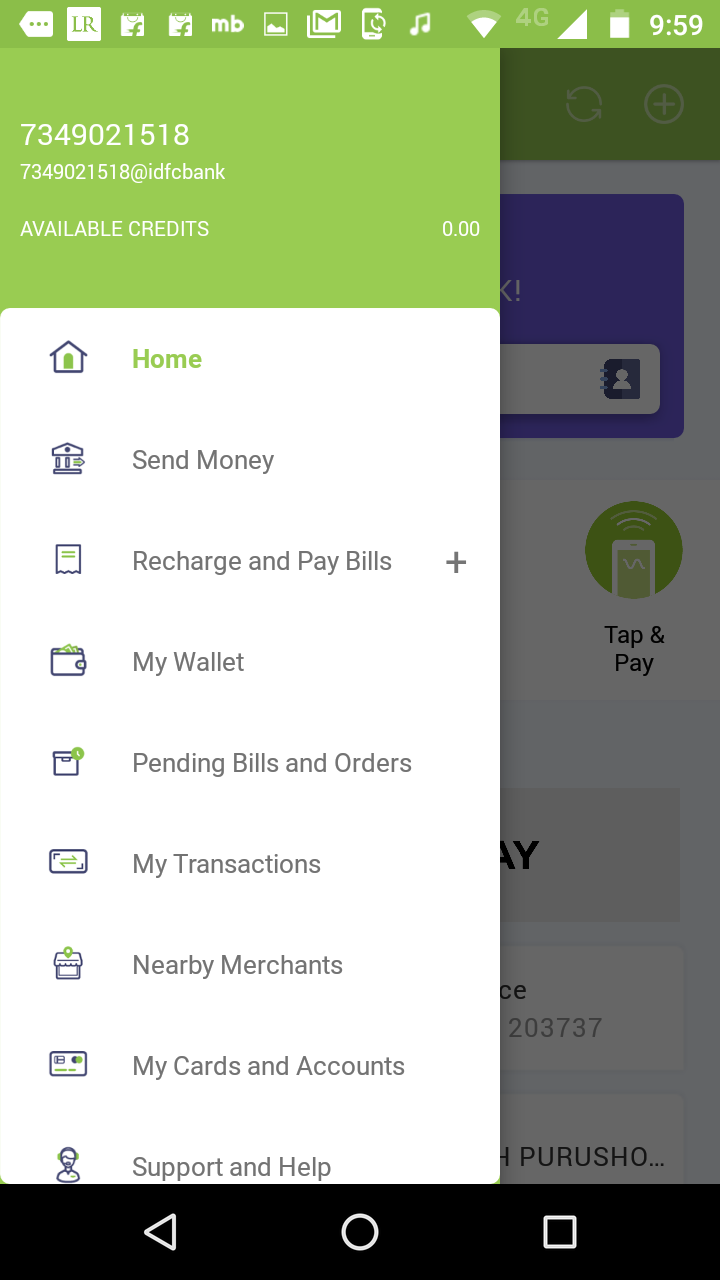 LR
mb
4G
9:59
7349021518
7349021518@idfcbank
AVAILABLE CREDITS 0.00
K!
Home
Send Money
Recharge and Pay Bills +
My Wallet
Tap &
Pay
Pending Bills and Orders
My Transactions
AY
Nearby Merchants
ce
203737
My Cards and Accounts
Support and Help
H PURUSHO...